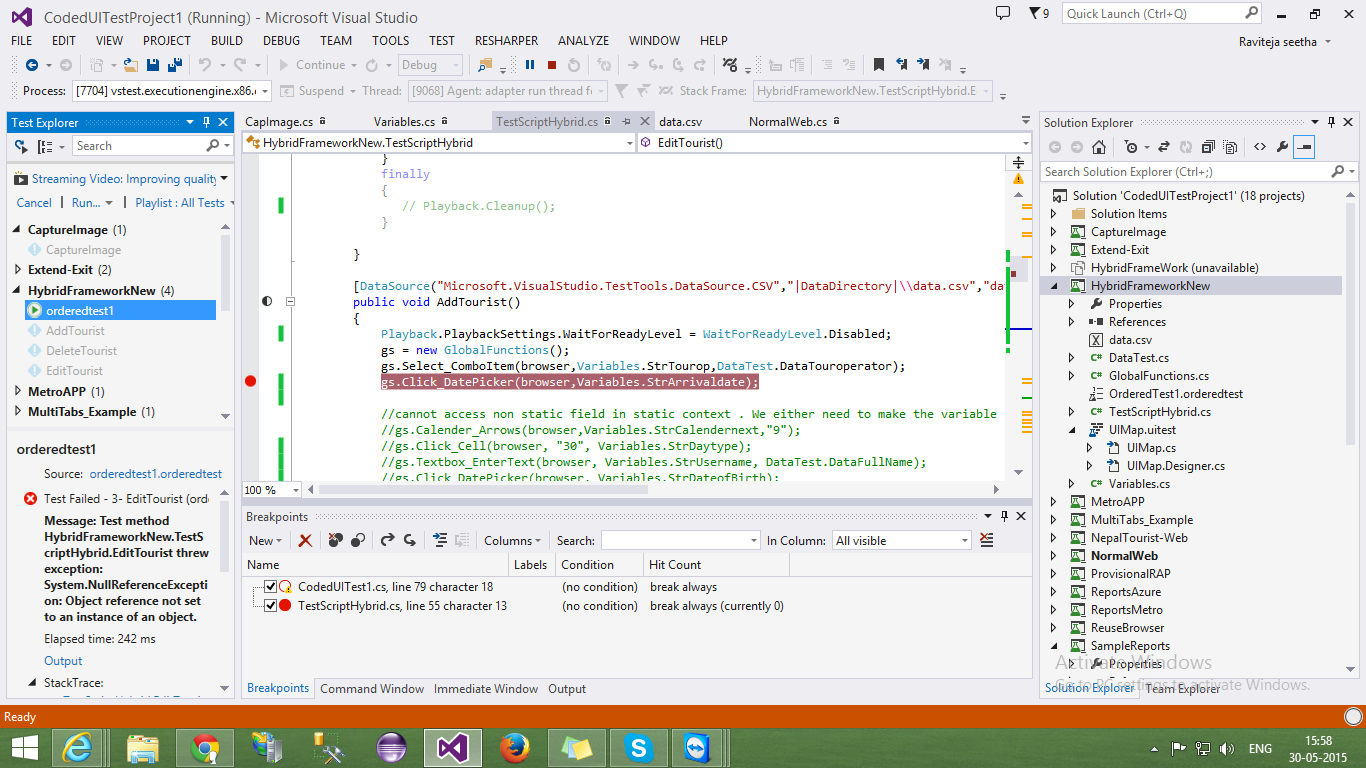 CodedUITestProject1 (Running) - Microsoft Visual Studio
9
Quick Launch (Ctrl+Q)
FILE EDIT VIEW PROJECT BUILD DEBUG TEAM TOOLS TEST RESHARPER ANALYZE WINDOW HELP
Raviteja seetha
Continue Debug
Process: [7704] vstest.executionengine.x86. Suspend Thread: [9068] Agent: adapter run thread f Stack Frame: HybridFrameworkNew.TestScriptHybrid.E
Test Explorer
Search
Streaming Video: Improving quality
Cancel Run... Playlist : All Tests
CaptureImage (1)
CaptureImage
Extend-Exit (2)
HybridFrameworkNew (4)
orderedtest1
AddTourist
DeleteTourist
EditTourist
MetroAPP (1)
MultiTabs_Example (1)
orderedtest1
Source: orderedtest1.orderedtest
Test Failed - 3- EditTourist (ord
Message: Test method
HybridFrameworkNew.TestS
criptHybrid.EditTourist threw
exception:
System.NullReferenceExcepti
on: Object reference not set
to an instance of an object.
Elapsed time: 242 ms
Output
StackTrace:
CapImage.cs Variables.cs TestScriptHybrid.cs data.csv NormalWeb.cs
HybridFrameworkNew.TestScriptHybrid EditTourist()
}
finally
{
// Playback.Cleanup();
}
}
[DataSource("Microsoft.VisualStudio.TestTools.DataSource.CSV","|DataDirectory|\\data.csv","da
public void AddTourist()
{
Playback.PlaybackSettings.WaitForReadyLevel = WaitForReadyLevel.Disabled;
gs = new GlobalFunctions();
gs.Select_ComboItem(browser,Variables.StrTourop,DataTest.DataTouroperator);
gs.Click_DatePicker(browser,Variables.StrArrivaldate);
//cannot access non static field in static context . We either need to make the variable
//gs.Calender_Arrows(browser,Variables.StrCalendernext,"9");
//gs.Click_Cell(browser, "30", Variables.StrDaytype);
//gs.Textbox_EnterText(browser, Variables.StrUsername, DataTest.DataFullName);
//gs.Click_DatePicker(browser, Variables.StrDateofBirth);
100 %
Breakpoints
New Columns Search: In Column: All visible
Name Labels Condition Hit Count
CodedUITest1.cs, line 79 character 18 (no condition) break always
TestScriptHybrid.cs, line 55 character 13 (no condition) break always (currently 0)
Breakpoints Command Window Immediate Window Output
Solution Explorer
Search Solution Explorer (Ctrl+;)
Solution 'CodedUITestProject1' (18 projects)
Solution Items
CaptureImage
Extend-Exit
HybridFrameWork (unavailable)
HybridFrameworkNew
Properties
References
data.csv
DataTest.cs
GlobalFunctions.cs
OrderedTest1.orderedtest
TestScriptHybrid.cs
UIMap.uitest
UIMap.cs
UIMap.Designer.cs
Variables.cs
MetroAPP
MultiTabs_Example
NepalTourist-Web
NormalWeb
ProvisionalRAP
ReportsAzure
ReportsMetro
ReuseBrowser
SampleReports
Properties
Activate Windows
Go to PC settings to activate Windows.
Solution Explorer Team Explorer
Ready
ENG
15:58
30-05-2015